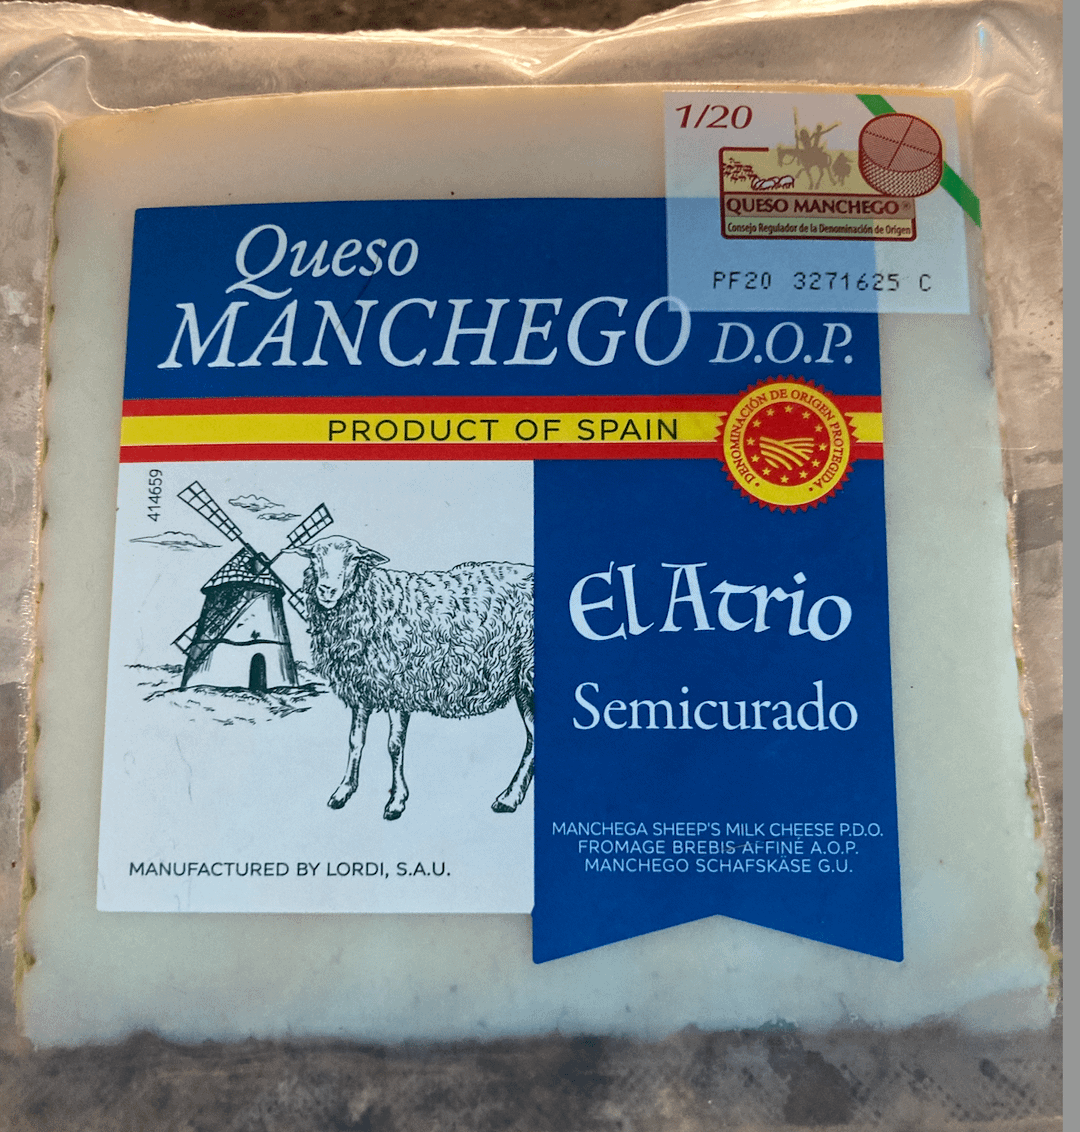 1/20
QUESO MANCHEGO®
Consejo Regulador de la Denominación de Origen
PF20 3271625 C
Queso
MANCHEGO D.O.P.
PRODUCT OF SPAIN
DENOMINACIÓN DE ORIGEN PROTEGIDA
414659
El Atrio
Semicurado
MANCHEGA SHEEP'S MILK CHEESE P.D.O.
FROMAGE BREBIS AFFINÉ A.O.P.
MANCHEGO SCHAFSKÄSE G.U.
MANUFACTURED BY LORDI, S.A.U.